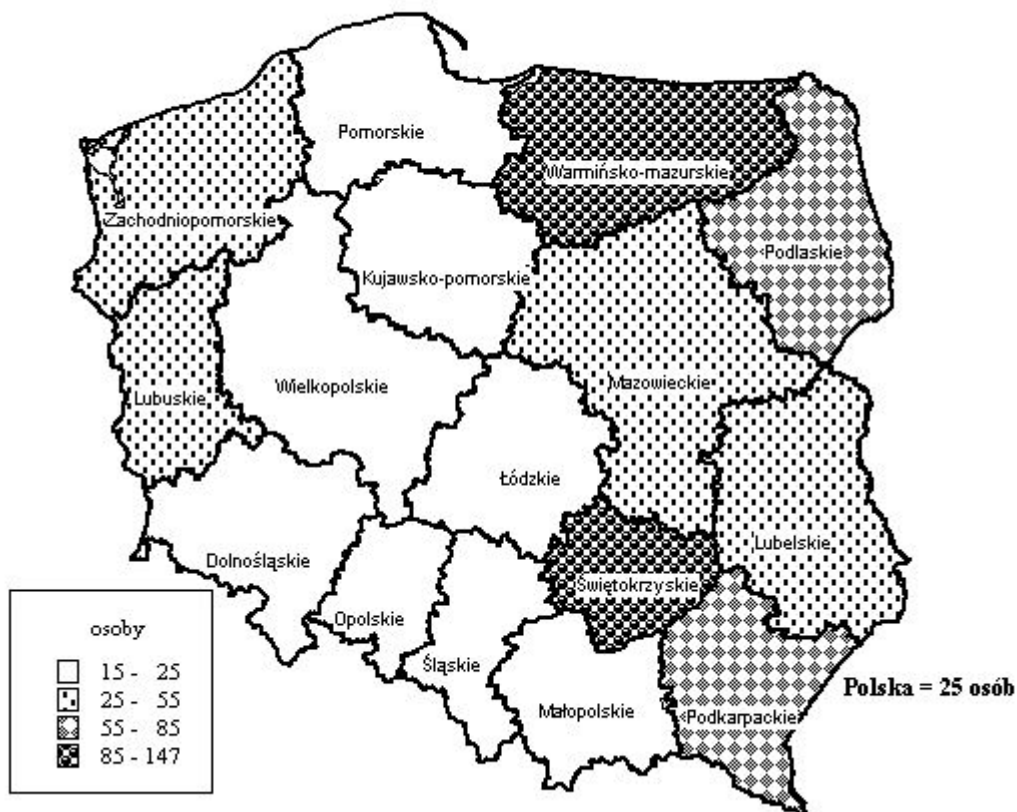 Pomorskie
Warmińsko-mazurskie
Zachodniopomorskie
Podlaskie
Kujawsko-pomorskie
Wielkopolskie
Mazowieckie
Lubuskie
Łódzkie
Lubelskie
Dolnośląskie
Świętokrzyskie
Opolskie
Śląskie
Małopolskie
Podkarpackie
Polska = 25 osób
osoby
15 - 25
25 - 55
55 - 85
85 - 147